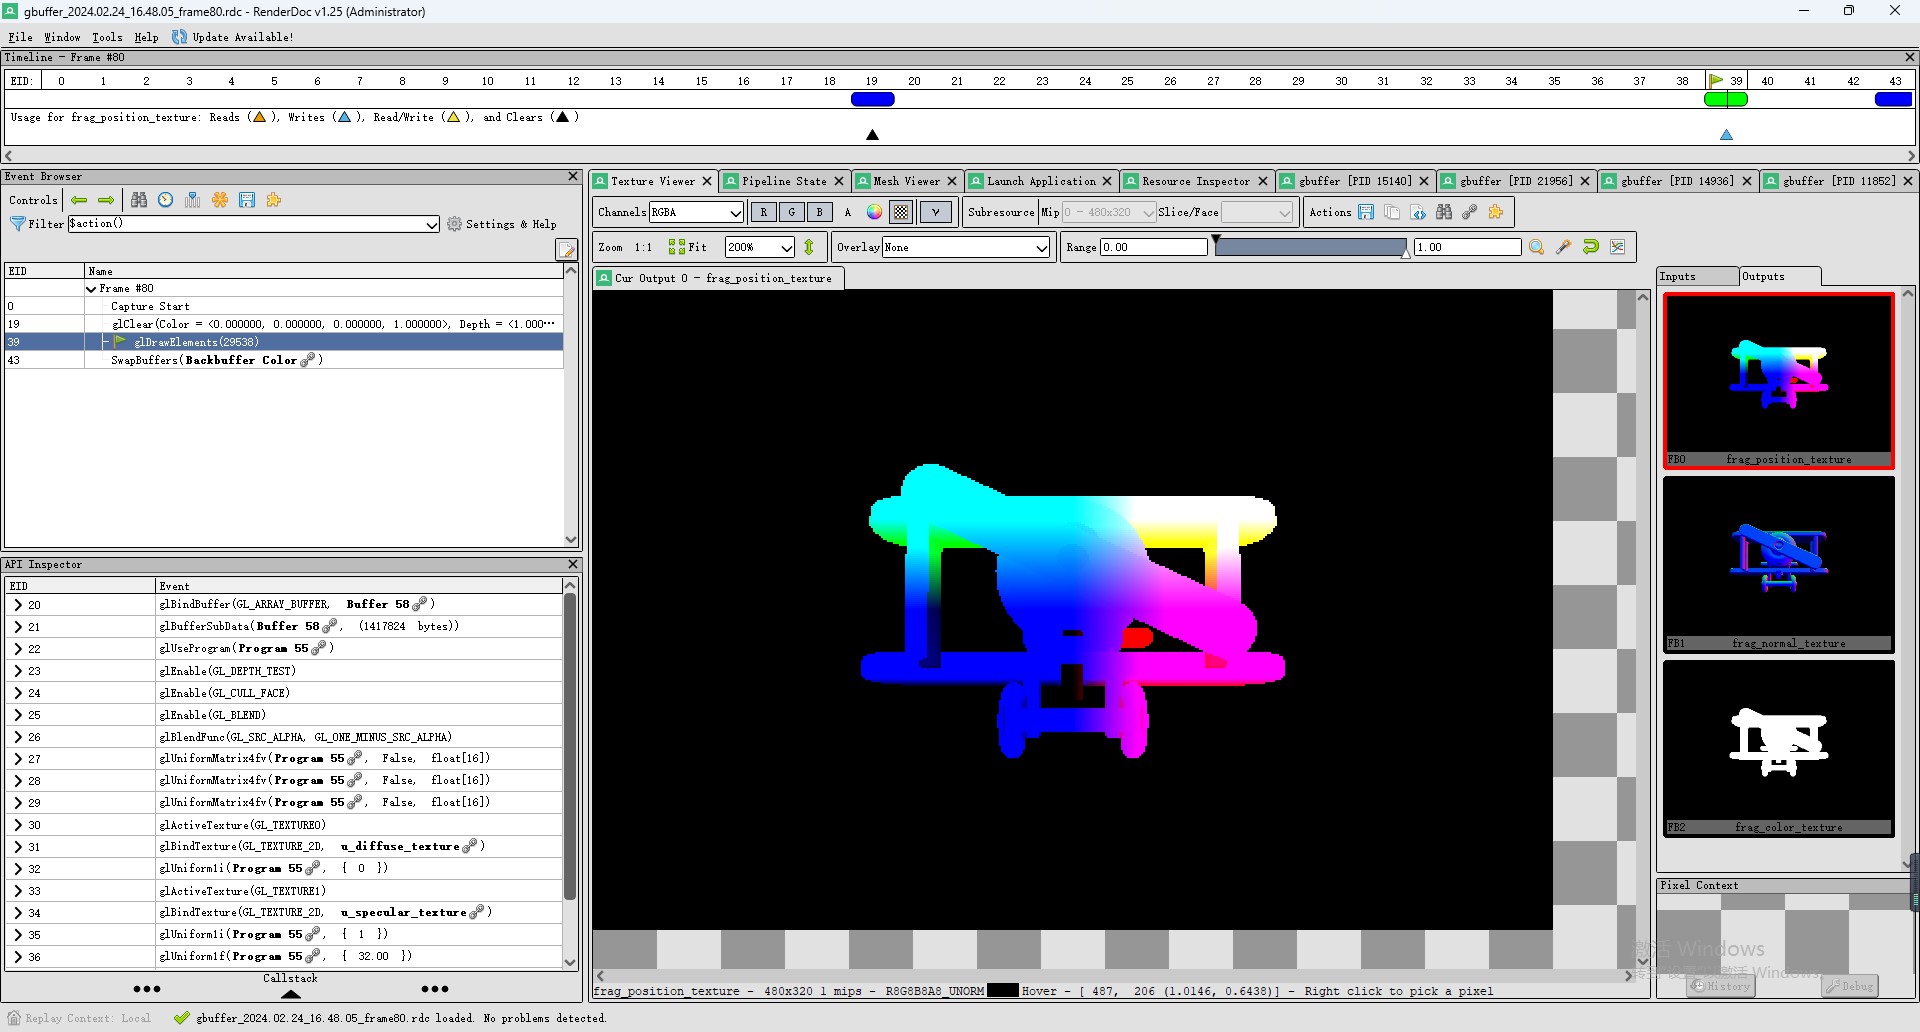 gbuffer_2024.02.24_16.48.05_frame80.rdc - RenderDoc v1.25 (Administrator)
File Window Tools Help Update Available!
Timeline - Frame #80
EID: 0 1 2 3 4 5 6 7 8 9 10 11 12 13 14 15 16 17 18 19 20 21 22 23 24 25 26 27 28 29 30 31 32 33 34 35 36 37 38 39 40 41 42 43
Usage for frag_position_texture: Reads ( ), Writes ( ), Read/Write ( ), and Clears ( )
Event Browser
Controls
Filter $action() Settings & Help
EID Name
Frame #80
0 Capture Start
19 glClear(Color = <0.000000, 0.000000, 0.000000, 1.000000>, Depth = <1.000...
39 glDrawElements(29538)
43 SwapBuffers(Backbuffer Color )
API Inspector
EID Event
20 glBindBuffer(GL_ARRAY_BUFFER, Buffer 58 )
21 glBufferSubData(Buffer 58 , (1417824 bytes))
22 glUseProgram(Program 55 )
23 glEnable(GL_DEPTH_TEST)
24 glEnable(GL_CULL_FACE)
25 glEnable(GL_BLEND)
26 glBlendFunc(GL_SRC_ALPHA, GL_ONE_MINUS_SRC_ALPHA)
27 glUniformMatrix4fv(Program 55 , False, float[16])
28 glUniformMatrix4fv(Program 55 , False, float[16])
29 glUniformMatrix4fv(Program 55 , False, float[16])
30 glActiveTexture(GL_TEXTURE0)
31 glBindTexture(GL_TEXTURE_2D, u_diffuse_texture )
32 glUniform1i(Program 55 , { 0 })
33 glActiveTexture(GL_TEXTURE1)
34 glBindTexture(GL_TEXTURE_2D, u_specular_texture )
35 glUniform1i(Program 55 , { 1 })
36 glUniform1f(Program 55 , { 32.00 })
Callstack
Texture Viewer Pipeline State Mesh Viewer Launch Application Resource Inspector gbuffer [PID 15140] gbuffer [PID 21956] gbuffer [PID 14936] gbuffer [PID 11852]
Channels RGBA R G B A γ Subresource Mip 0 - 480x320 Slice/Face Actions
Zoom 1:1 Fit 200% Overlay None Range 0.00 1.00
Cur Output 0 - frag_position_texture
Inputs Outputs
FB0 frag_position_texture
FB1 frag_normal_texture
FB2 frag_color_texture
Pixel Context
激活 Windows
History Debug
frag_position_texture - 480x320 1 mips - R8G8B8A8_UNORM Hover - [ 487, 206 (1.0146, 0.6438)] - Right click to pick a pixel
Replay Context: Local gbuffer_2024.02.24_16.48.05_frame80.rdc loaded. No problems detected.